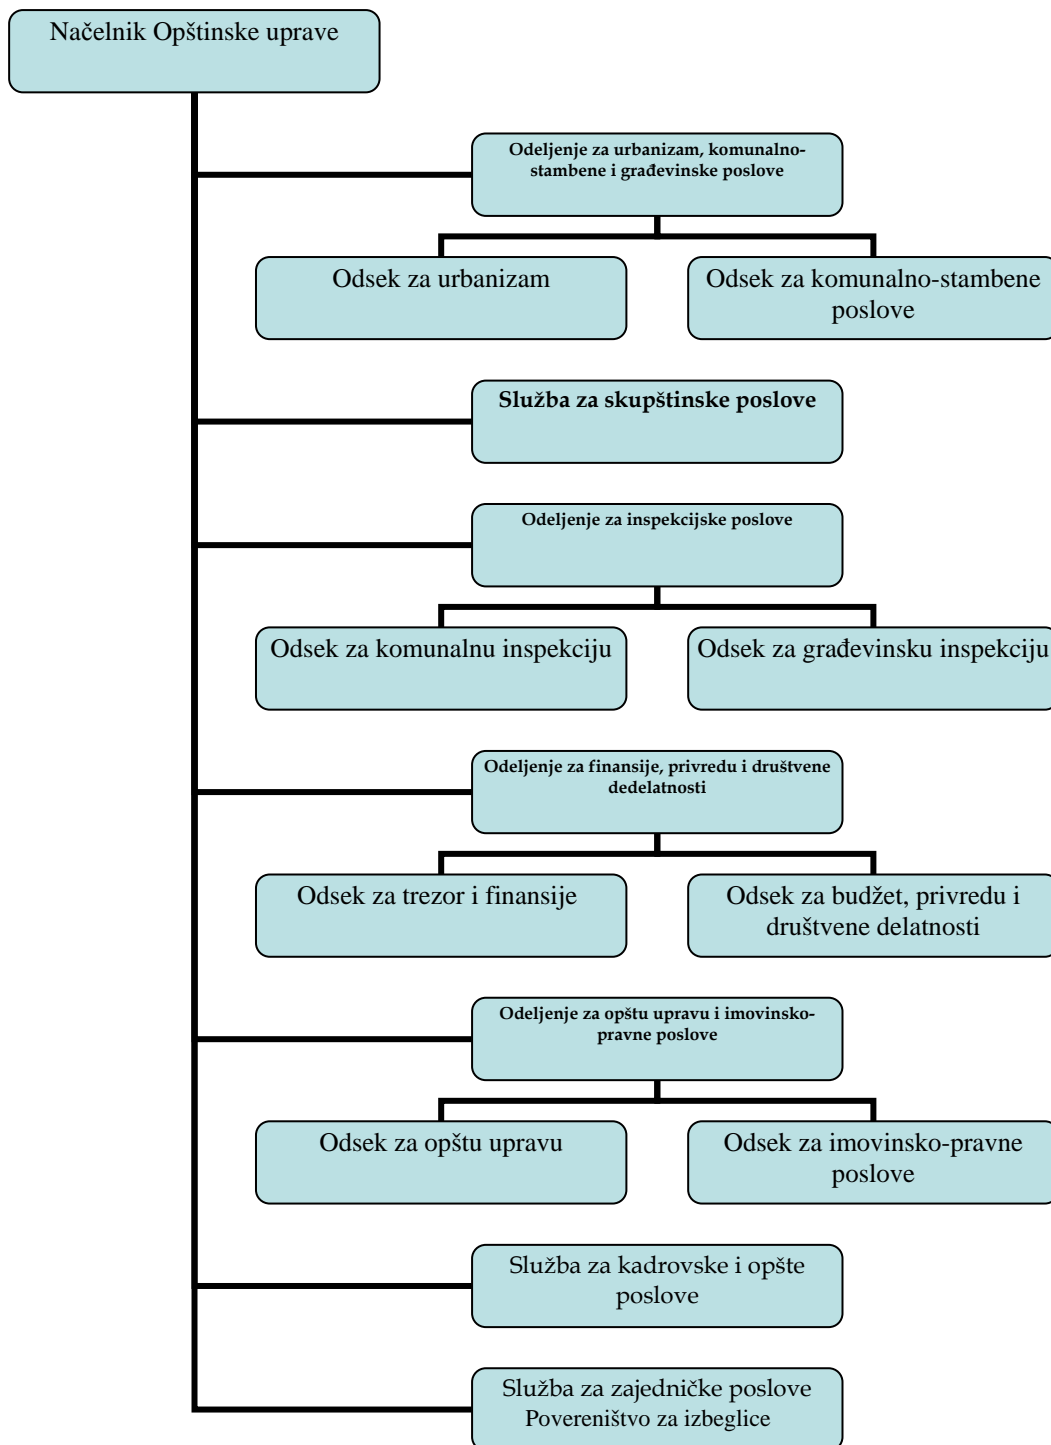 Načelnik Opštinske uprave
Odeljenje za urbanizam, komunalno-
stambene i građevinske poslove
Odsek za urbanizam
Odsek za komunalno-stambene
poslove
Služba za skupštinske poslove
Odeljenje za inspekcijske poslove
Odsek za komunalnu inspekciju
Odsek za građevinsku inspekciju
Odeljenje za finansije, privredu i društvene
dedelatnosti
Odsek za trezor i finansije
Odsek za budžet, privredu i
društvene delatnosti
Odeljenje za opštu upravu i imovinsko-
pravne poslove
Odsek za opštu upravu
Odsek za imovinsko-pravne
poslove
Služba za kadrovske i opšte
poslove
Služba za zajedničke poslove
Povereništvo za izbeglice